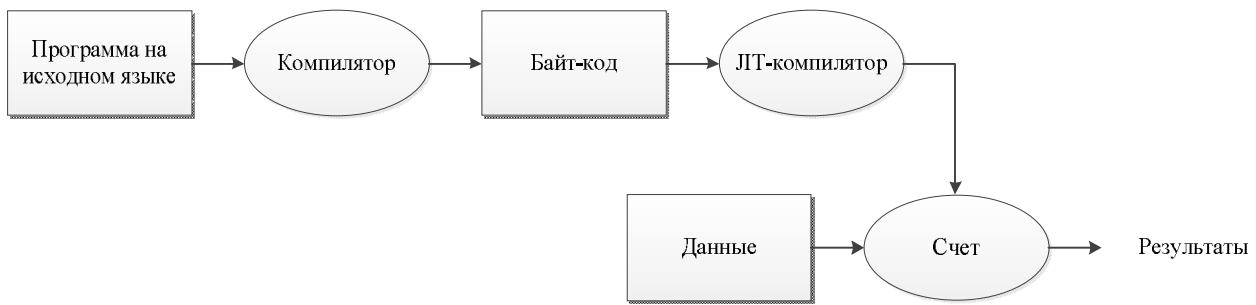 Программа на
исходном языке
Компилятор
Байт-код
JIT-компилятор
Данные
Счет
Результаты